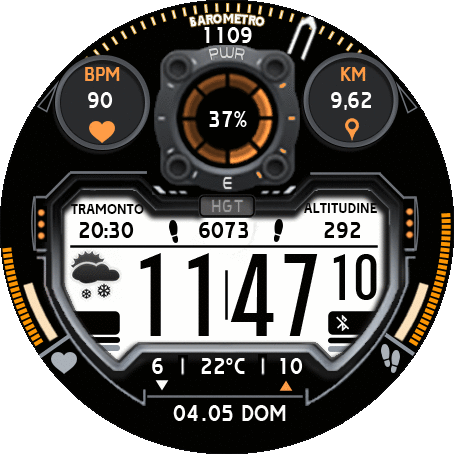 BAROMETRO
1109
PWR
BPM
90
37%
KM
9,62
E
HGT
TRAMONTO
20:30
6073
ALTITUDINE
292
11 47 10
6 | 22°C | 10
04.05 DOM